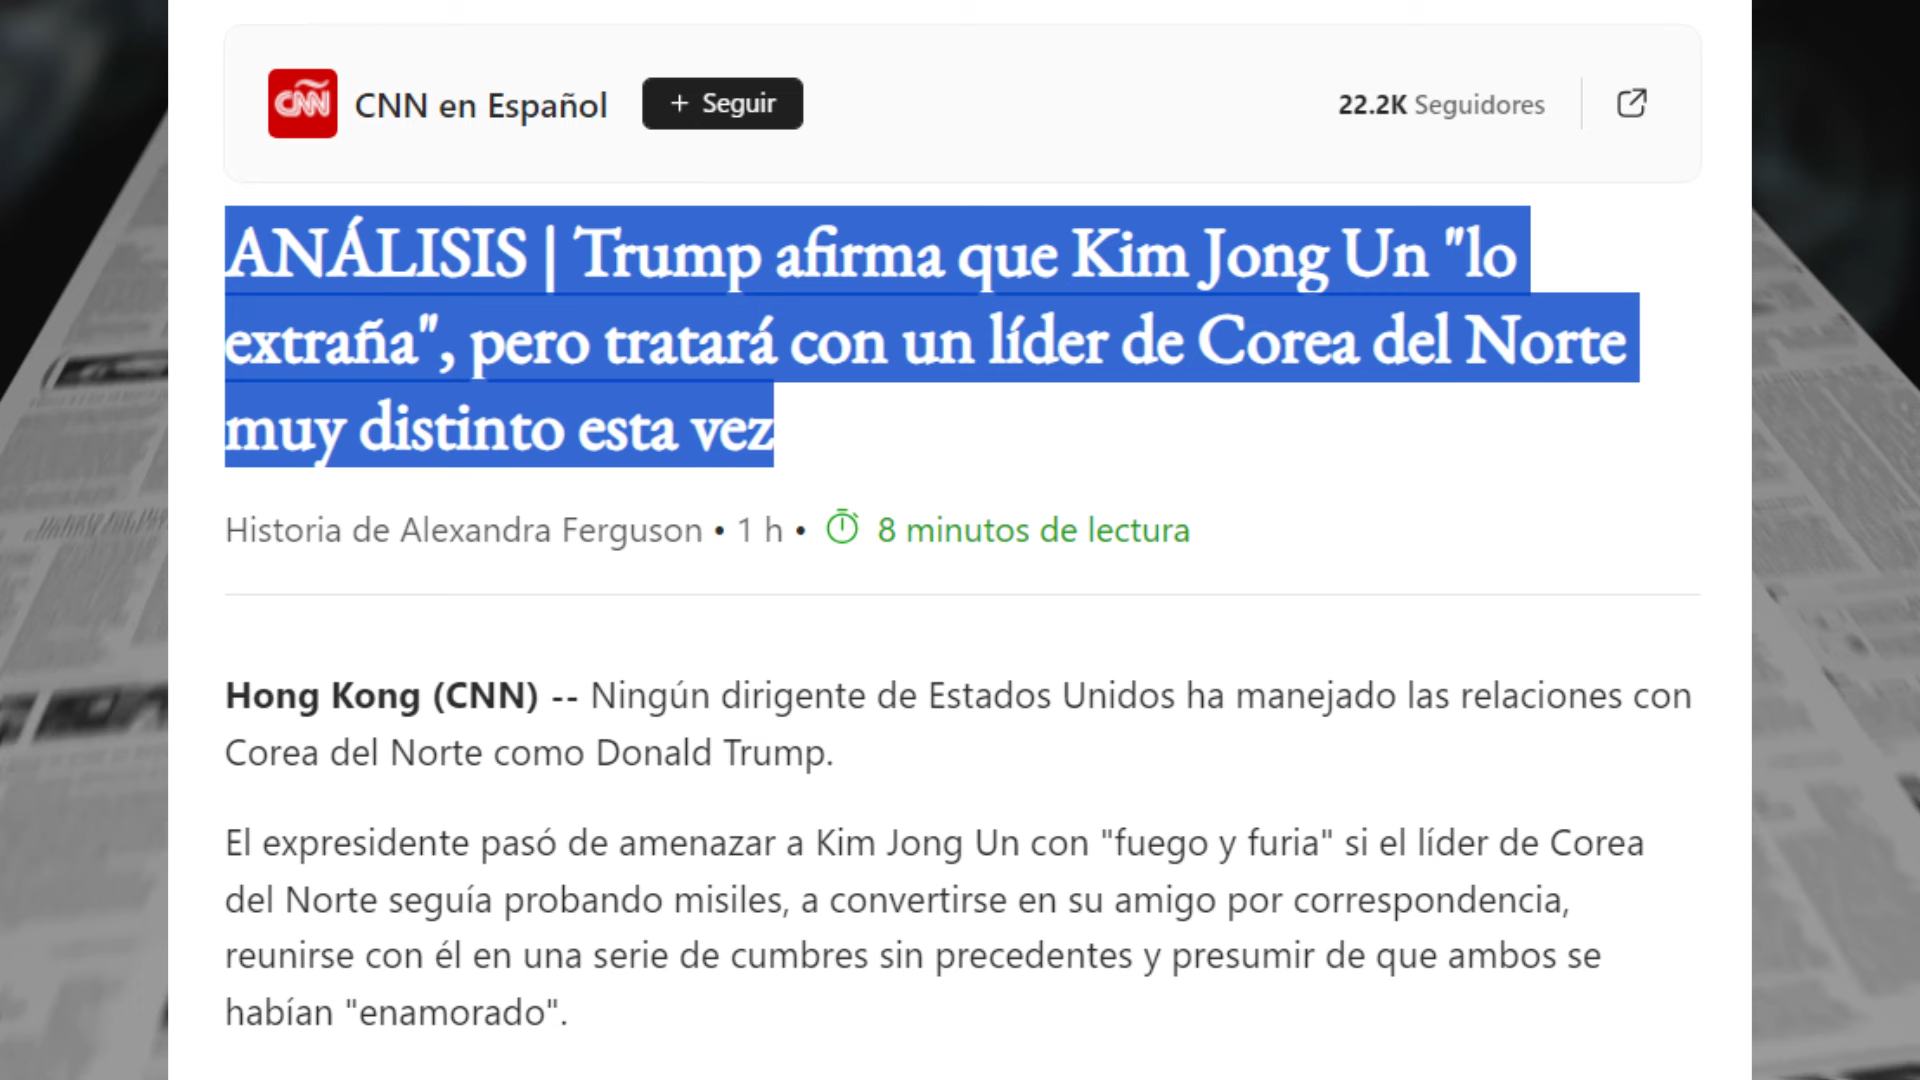 CNN
CNN en Español
+ Seguir
22.2K Seguidores
ANÁLISIS | Trump afirma que Kim Jong Un "lo
extraña", pero tratará con un líder de Corea del Norte
muy distinto esta vez
Historia de Alexandra Ferguson • 1 h • 8 minutos de lectura
Hong Kong (CNN) -- Ningún dirigente de Estados Unidos ha manejado las relaciones con
Corea del Norte como Donald Trump.
El expresidente pasó de amenazar a Kim Jong Un con "fuego y furia" si el líder de Corea
del Norte seguía probando misiles, a convertirse en su amigo por correspondencia,
reunirse con él en una serie de cumbres sin precedentes y presumir de que ambos se
habían "enamorado".